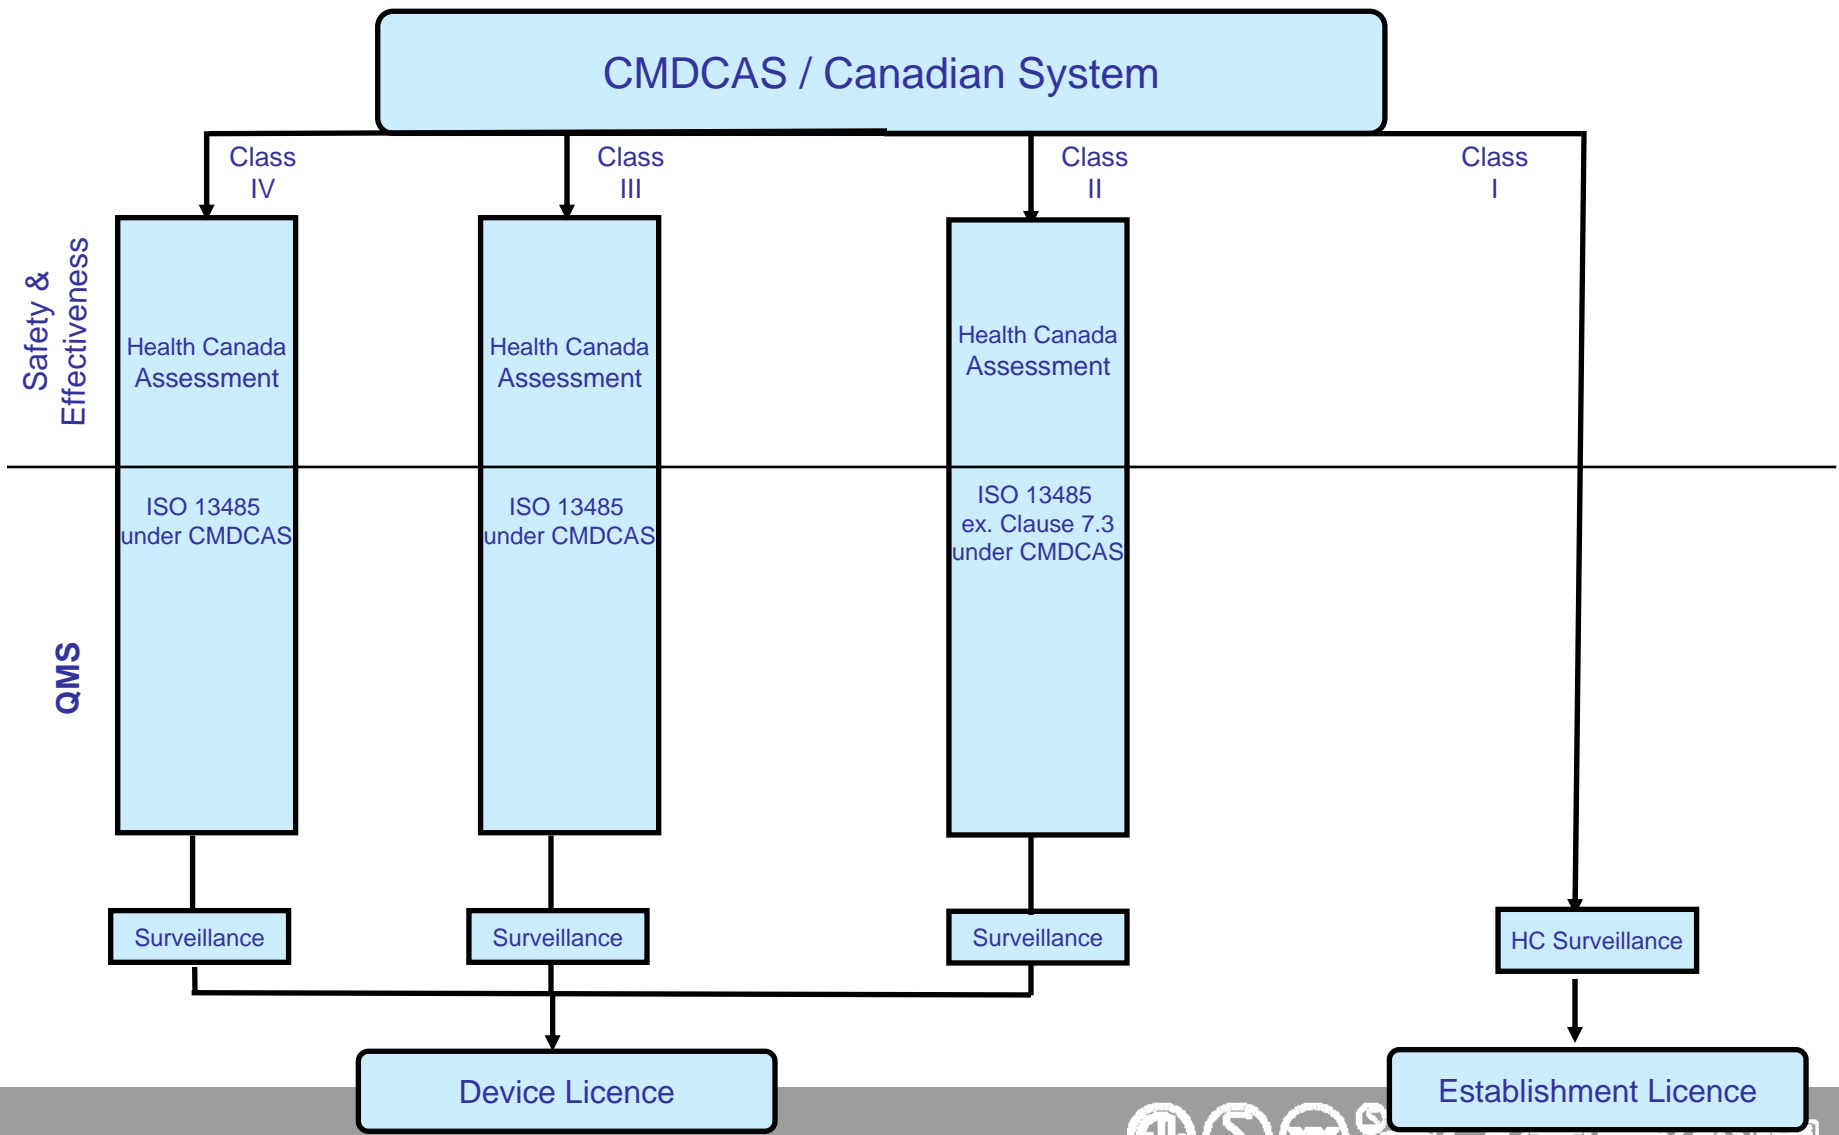 CMDCAS / Canadian System
Class
IV
Class
III
Class
II
Class
I
Safety &
Effectiveness
Health Canada
Assessment
Health Canada
Assessment
Health Canada
Assessment
QMS
ISO 13485
under CMDCAS
ISO 13485
under CMDCAS
ISO 13485
ex. Clause 7.3
under CMDCAS
Surveillance
Surveillance
Surveillance
HC Surveillance
Device Licence
Establishment Licence